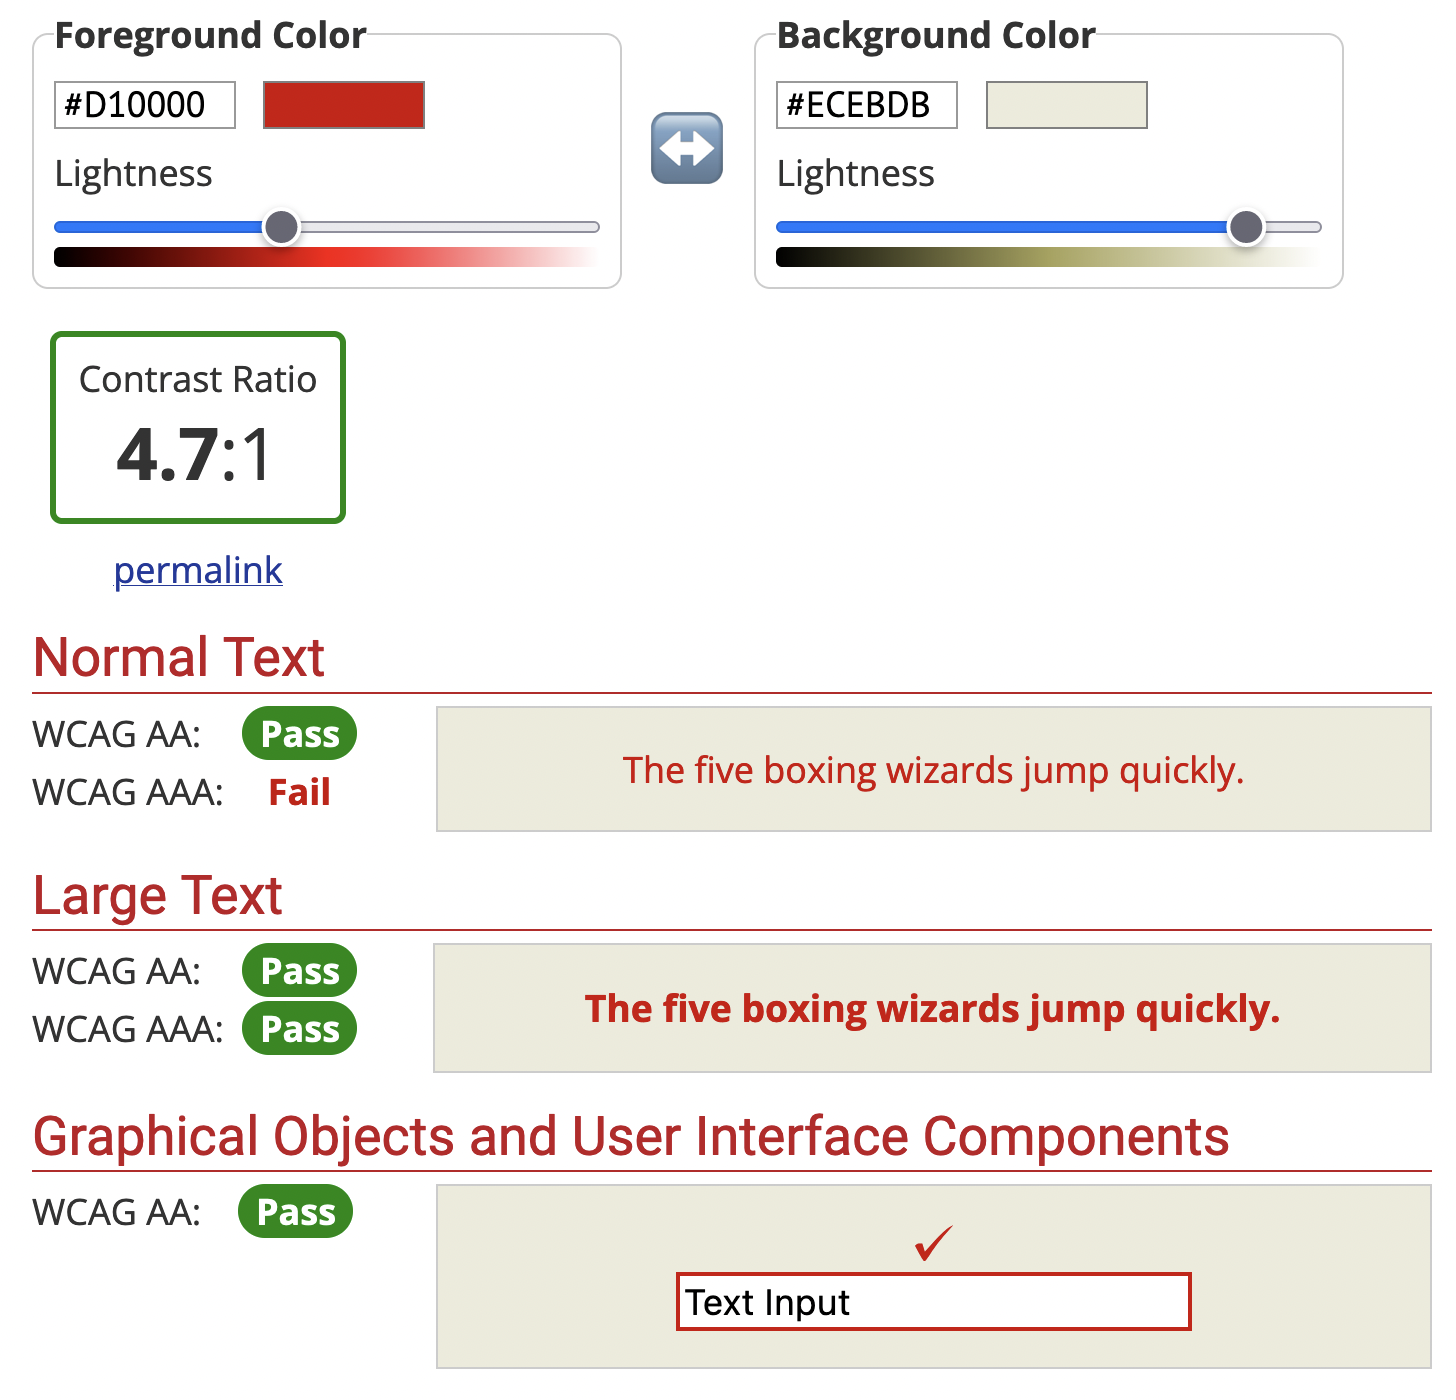 Foreground Color
#D10000
Lightness
Background Color
#ECEBDB
Lightness
Contrast Ratio
4.7:1
permalink
Normal Text
WCAG AA: Pass
WCAG AAA: Fail
The five boxing wizards jump quickly.
Large Text
WCAG AA: Pass
WCAG AAA: Pass
The five boxing wizards jump quickly.
Graphical Objects and User Interface Components
WCAG AA: Pass
Text Input